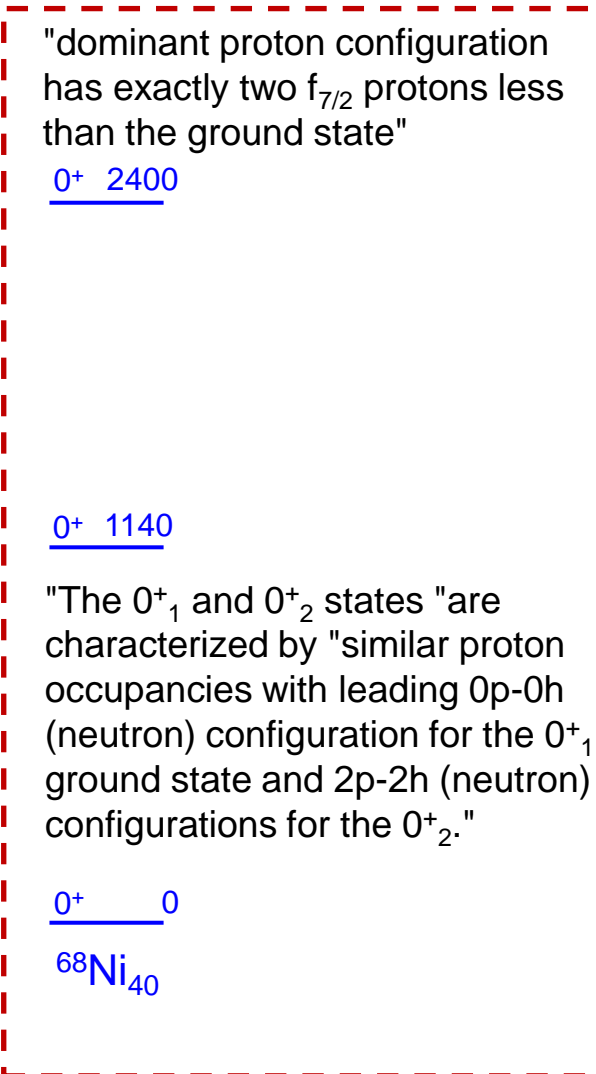 "dominant proton configuration
has exactly two f7/2 protons less
than the ground state"
0+ 2400
0+ 1140
"The 0+1 and 0+2 states "are
characterized by "similar proton
occupancies with leading 0p-0h
(neutron) configuration for the 0+1
ground state and 2p-2h (neutron)
configurations for the 0+2."
0+ 0
68Ni40